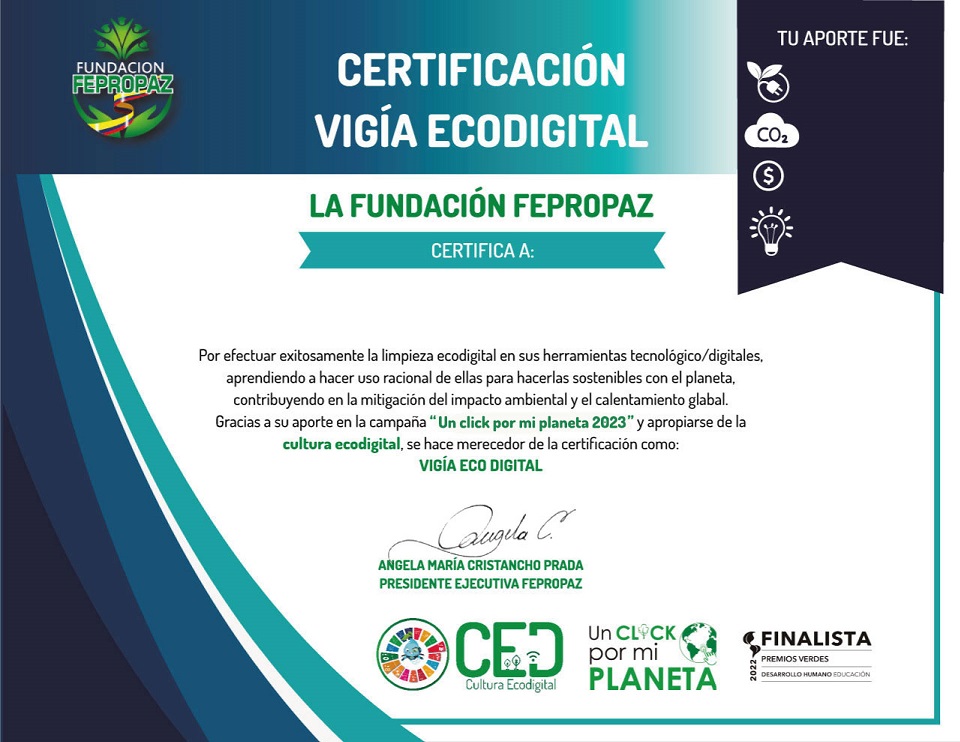 FUNDACION
FEPROPAZ
CERTIFICACIÓN
VIGÍA ECODIGITAL
TU APORTE FUE:
CO₂
$
LA FUNDACIÓN FEPROPAZ
CERTIFICA A:
Por efectuar exitosamente la limpieza ecodigital en sus herramientas tecnológico/digitales,
aprendiendo a hacer uso racional de ellas para hacerlas sostenibles con el planeta,
contribuyendo en la mitigación del impacto ambiental y el calentamiento glabal.
Gracias a su aporte en la campaña “Un click por mi planeta 2023” y apropiarse de la
cultura ecodigital, se hace merecedor de la certificación como:
VIGÍA ECO DIGITAL
Angela C.
ANGELA MARÍA CRISTANCHO PRADA
PRESIDENTE EJECUTIVA FEPROPAZ
CED
Cultura Ecodigital
Un CLICK
por mi
PLANETA
2022
FINALISTA
PREMIOS VERDES
DESARROLLO HUMANO EDUCACIÓN